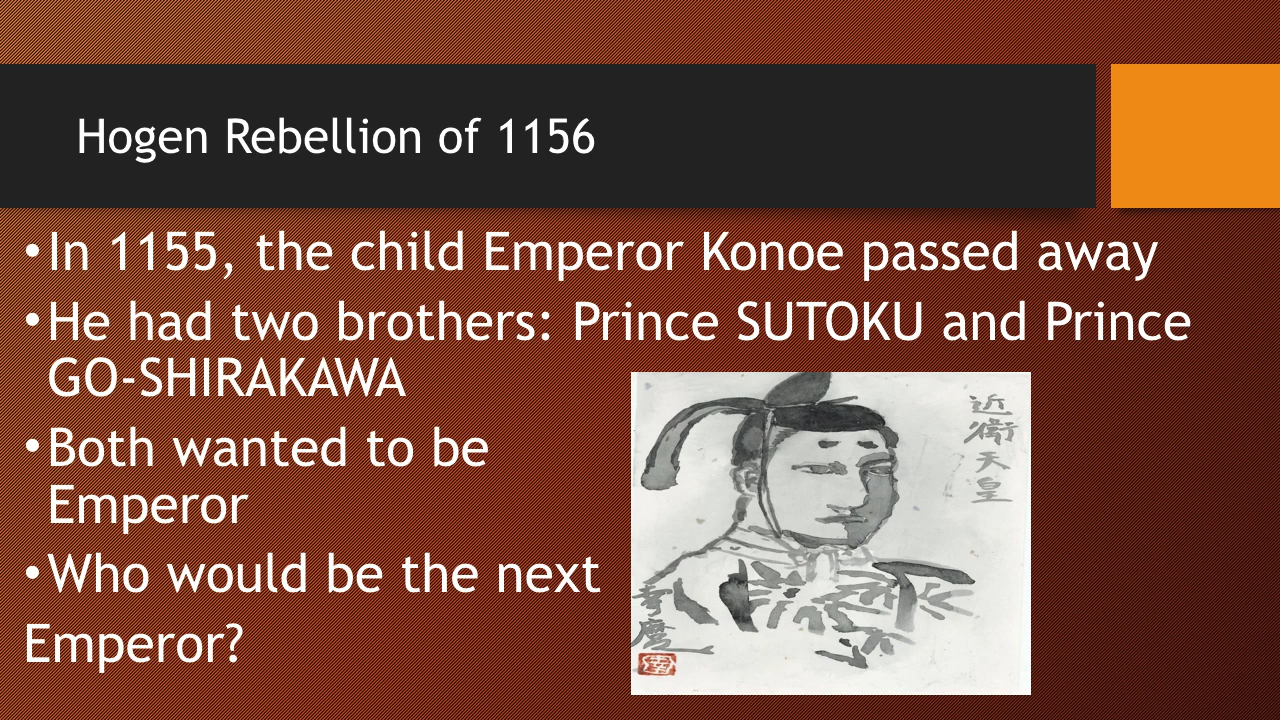 Hogen Rebellion of 1156
•In 1155, the child Emperor Konoe passed away
•He had two brothers: Prince SUTOKU and Prince
GO-SHIRAKAWA
•Both wanted to be
Emperor
•Who would be the next
Emperor?
近衛天皇